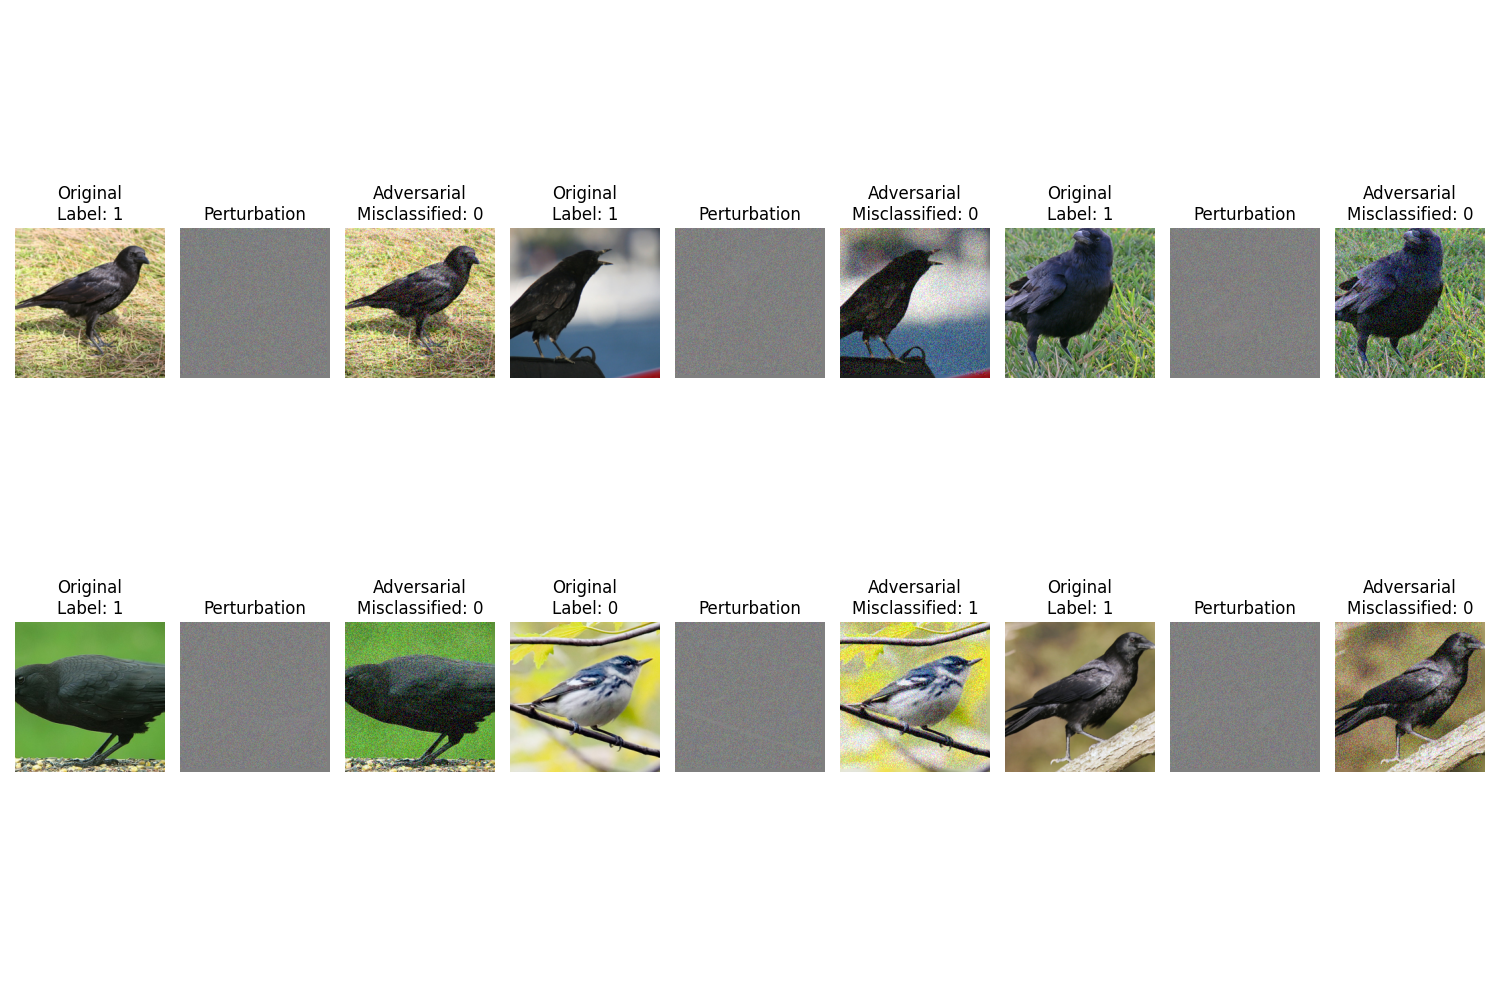 Original
Label: 1
Perturbation
Adversarial
Misclassified: 0
Original
Label: 1
Perturbation
Adversarial
Misclassified: 0
Original
Label: 1
Perturbation
Adversarial
Misclassified: 0
Original
Label: 1
Perturbation
Adversarial
Misclassified: 0
Original
Label: 0
Perturbation
Adversarial
Misclassified: 1
Original
Label: 1
Perturbation
Adversarial
Misclassified: 0